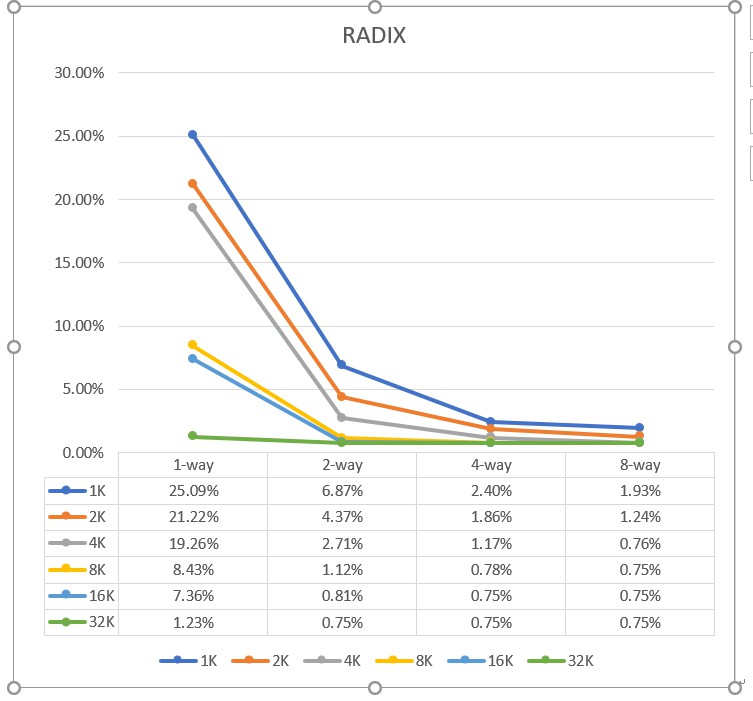 RADIX
30.00%
25.00%
20.00%
15.00%
10.00%
5.00%
0.00%
1-way 2-way 4-way 8-way
1K 25.09% 6.87% 2.40% 1.93%
2K 21.22% 4.37% 1.86% 1.24%
4K 19.26% 2.71% 1.17% 0.76%
8K 8.43% 1.12% 0.78% 0.75%
16K 7.36% 0.81% 0.75% 0.75%
32K 1.23% 0.75% 0.75% 0.75%
1K 2K 4K 8K 16K 32K